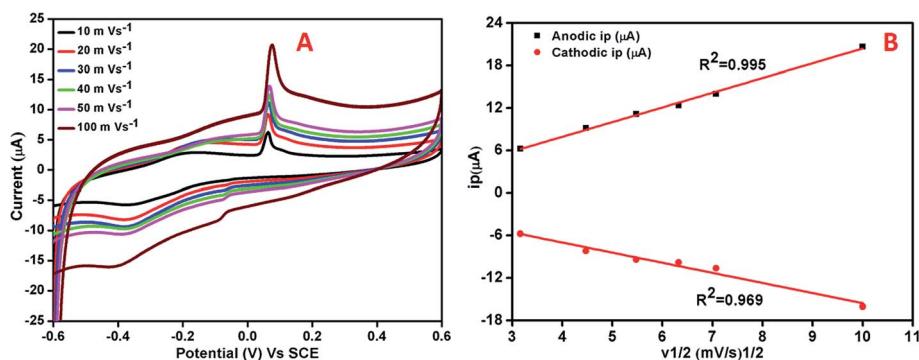 25
20
15
10
5
0
-5
-10
-15
-20
-25
Current (µA)
10 m Vs⁻¹
20 m Vs⁻¹
30 m Vs⁻¹
40 m Vs⁻¹
50 m Vs⁻¹
100 m Vs⁻¹
A
-0.6 -0.4 -0.2 0.0 0.2 0.4 0.6
Potential (V) Vs SCE
24
18
12
6
0
-6
-12
-18
ip(µA)
Anodic ip (µA)
Cathodic ip (µA)
B
R²=0.995
R²=0.969
3 4 5 6 7 8 9 10 11
v1/2 (mV/s)1/2